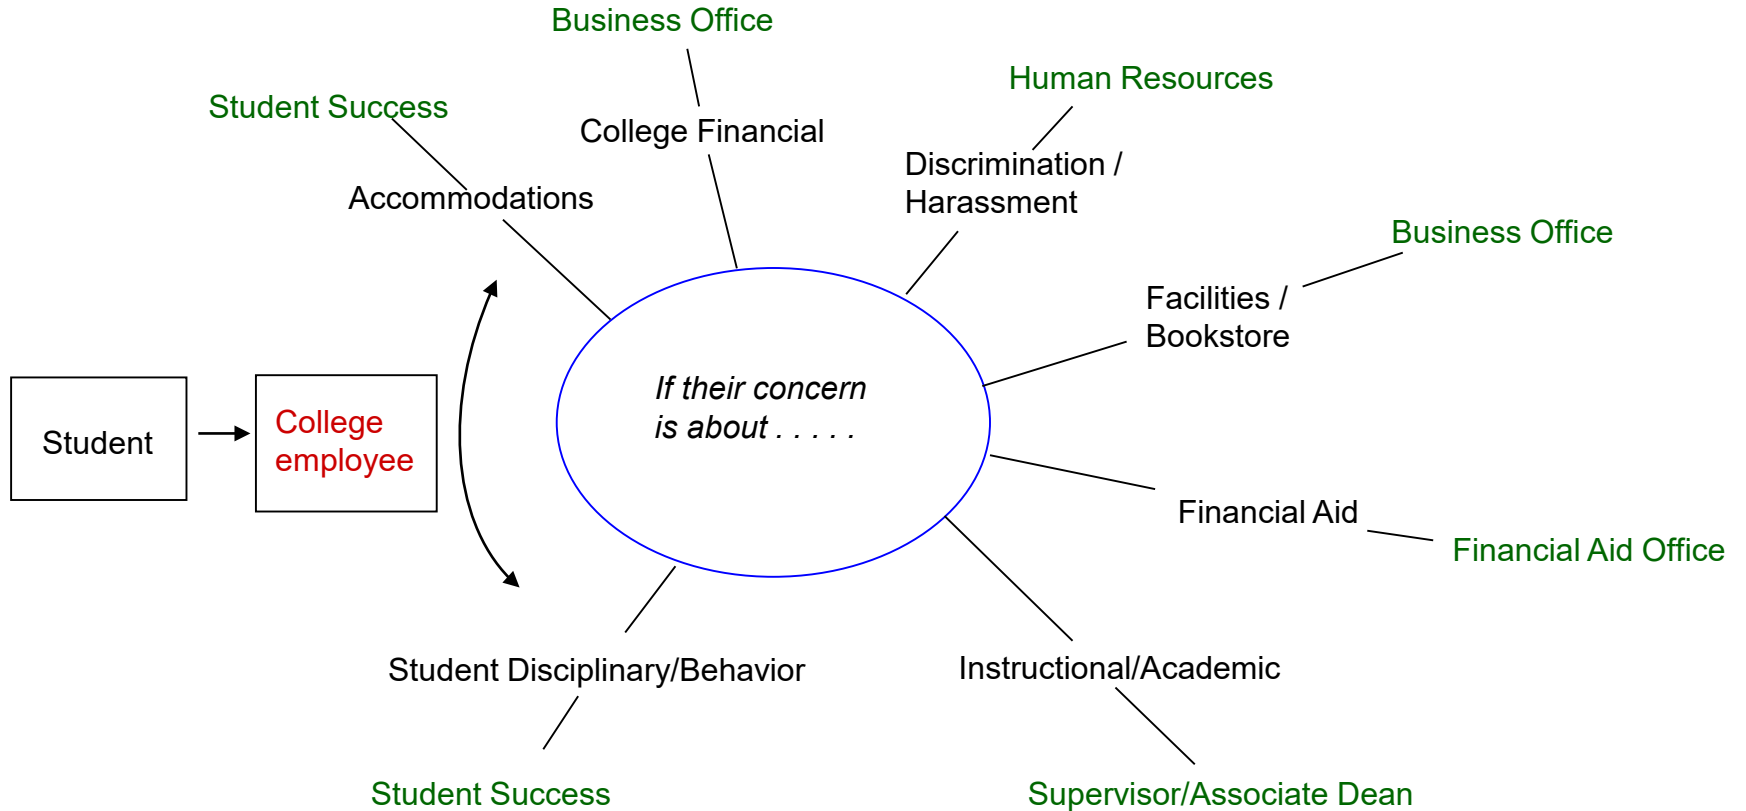 Business Office
Human Resources
Student Success
College Financial
Discrimination /
Harassment
Accommodations
Business Office
Facilities /
Bookstore
If their concern
is about . . . . .
Student
College
employee
Financial Aid
Financial Aid Office
Student Disciplinary/Behavior
Instructional/Academic
Student Success
Supervisor/Associate Dean